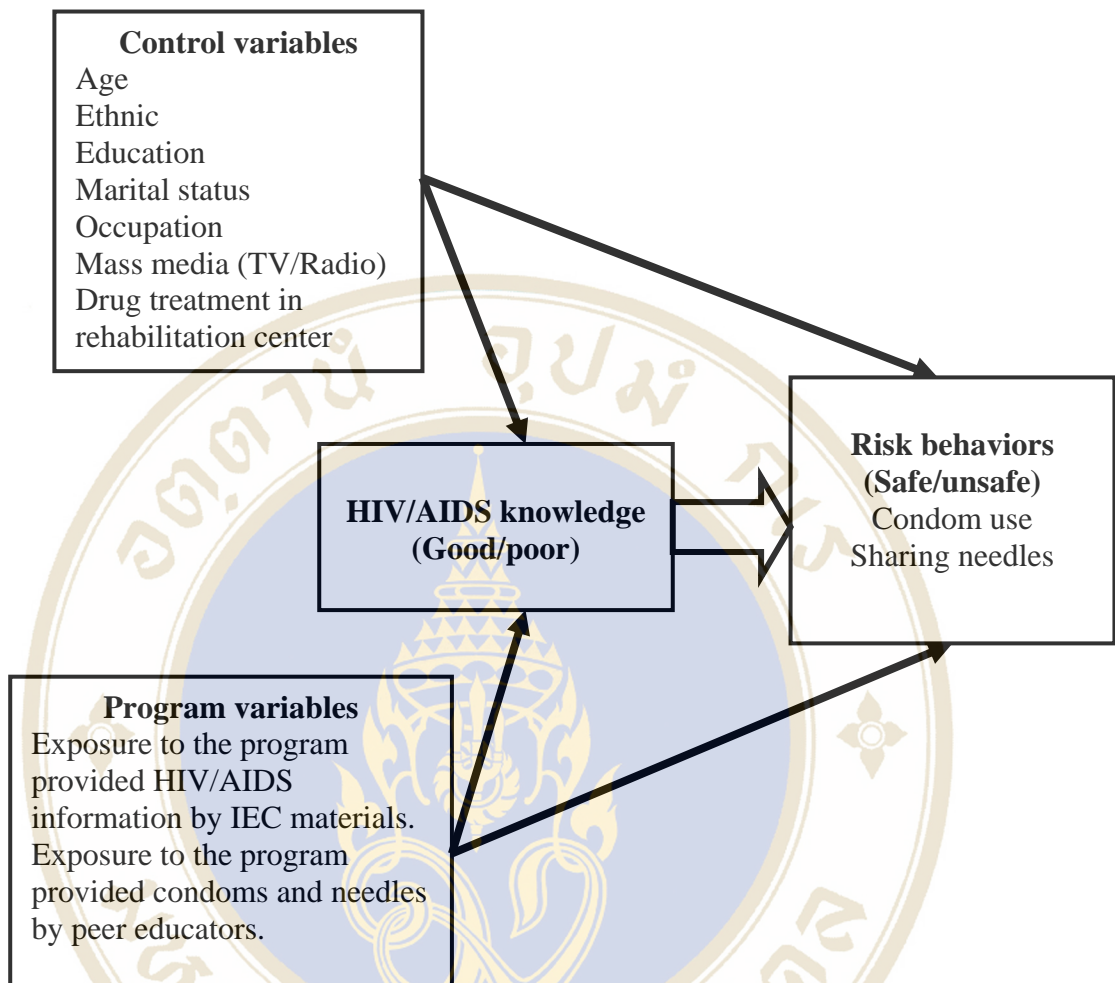 Control variables
Age
Ethnic
Education
Marital status
Occupation
Mass media (TV/Radio)
Drug treatment in
rehabilitation center
HIV/AIDS knowledge
(Good/poor)
Risk behaviors
(Safe/unsafe)
Condom use
Sharing needles
Program variables
Exposure to the program
provided HIV/AIDS
information by IEC materials.
Exposure to the program
provided condoms and needles
by peer educators.